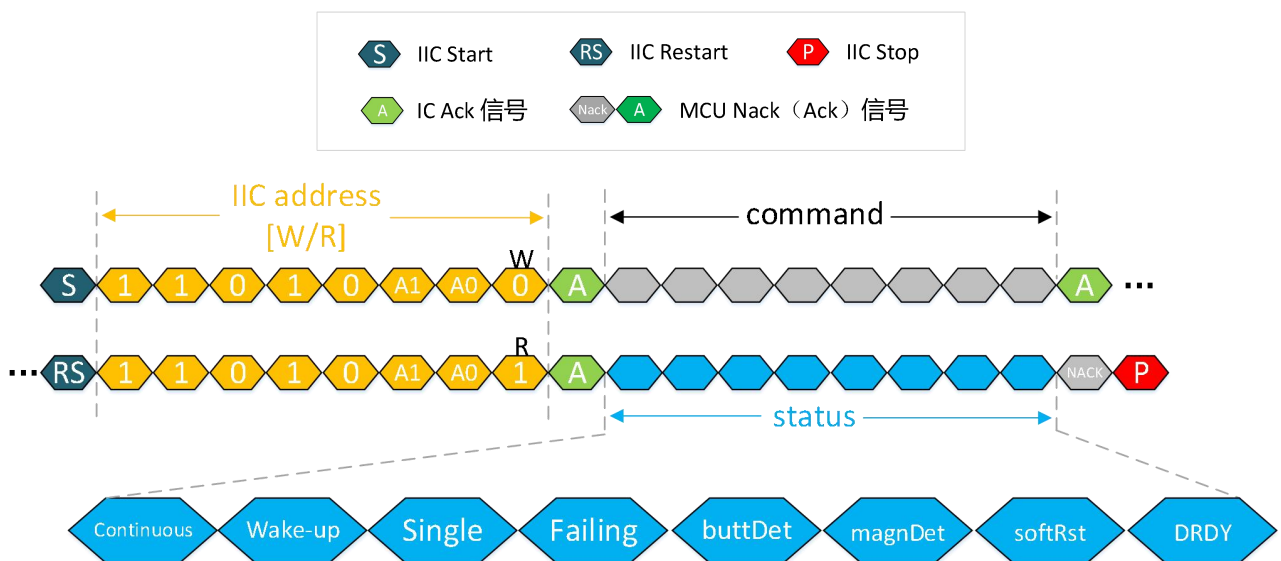 S IIC Start RS IIC Restart P IIC Stop
A IC Ack 信号 Nack A MCU Nack（Ack）信号
IIC address
[W/R]
command
W
S 1 1 0 1 0 A1 A0 0 A A ...
R
... RS 1 1 0 1 0 A1 A0 1 A NACK P
status
Continuous Wake-up Single Failing buttDet magnDet softRst DRDY